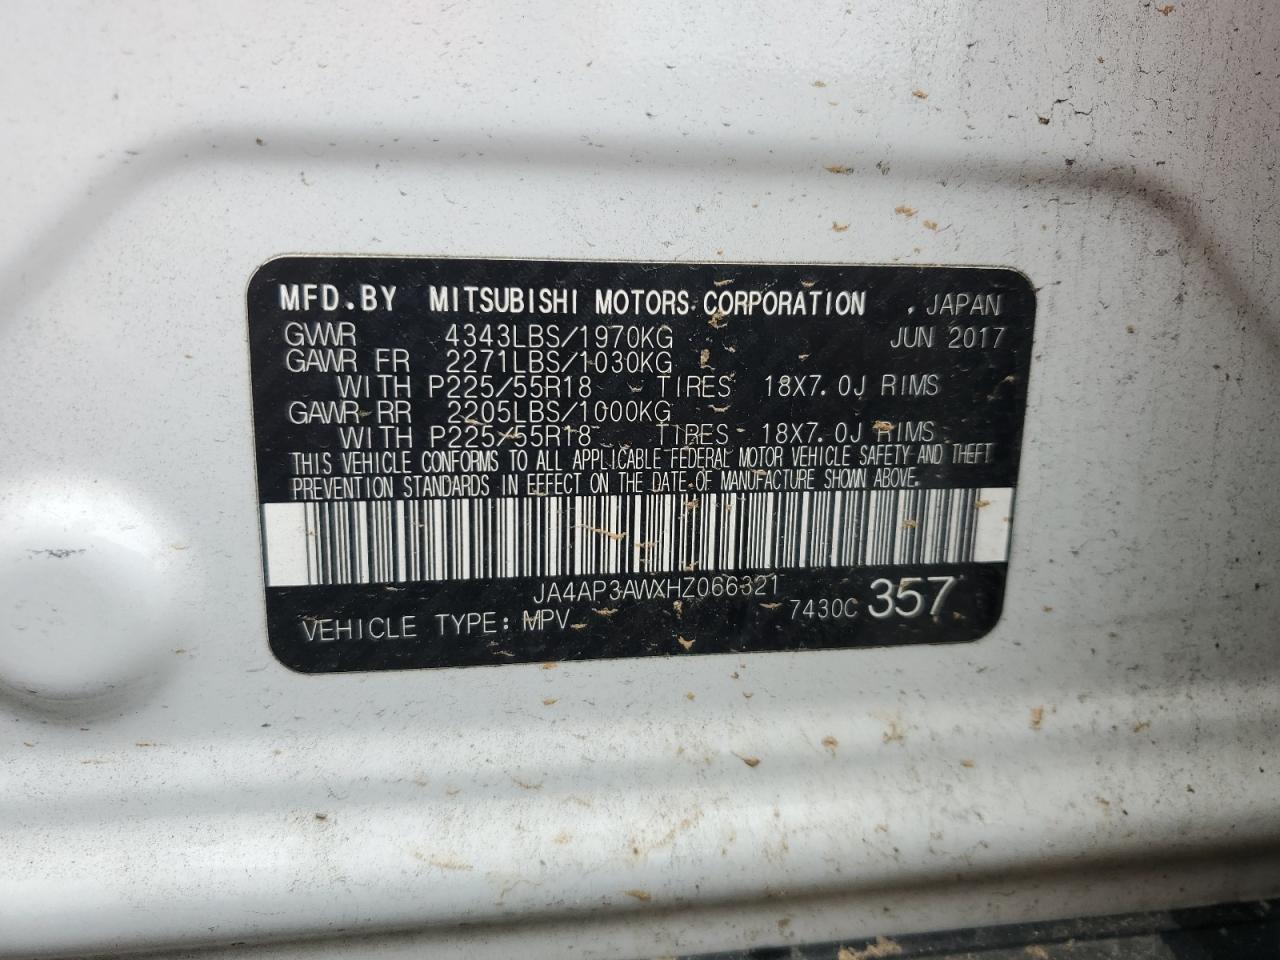 MFD.BY MITSUBISHI MOTORS CORPORATION JAPAN
GVWR 4343LBS/1970KG JUN 2017
GAWR FR 2271LBS/1030KG
WITH P225/55R18 TIRES 18X7.0J RIMS
GAWR RR 2205LBS/1000KG
WITH P225/55R18 TIRES 18X7.0J RIMS
THIS VEHICLE CONFORMS TO ALL APPLICABLE FEDERAL MOTOR VEHICLE SAFETY AND THEFT
PREVENTION STANDARDS IN EFFECT ON THE DATE OF MANUFACTURE SHOWN ABOVE.
JA4AP3AWXHZ066321
VEHICLE TYPE: MPV 7430C 357